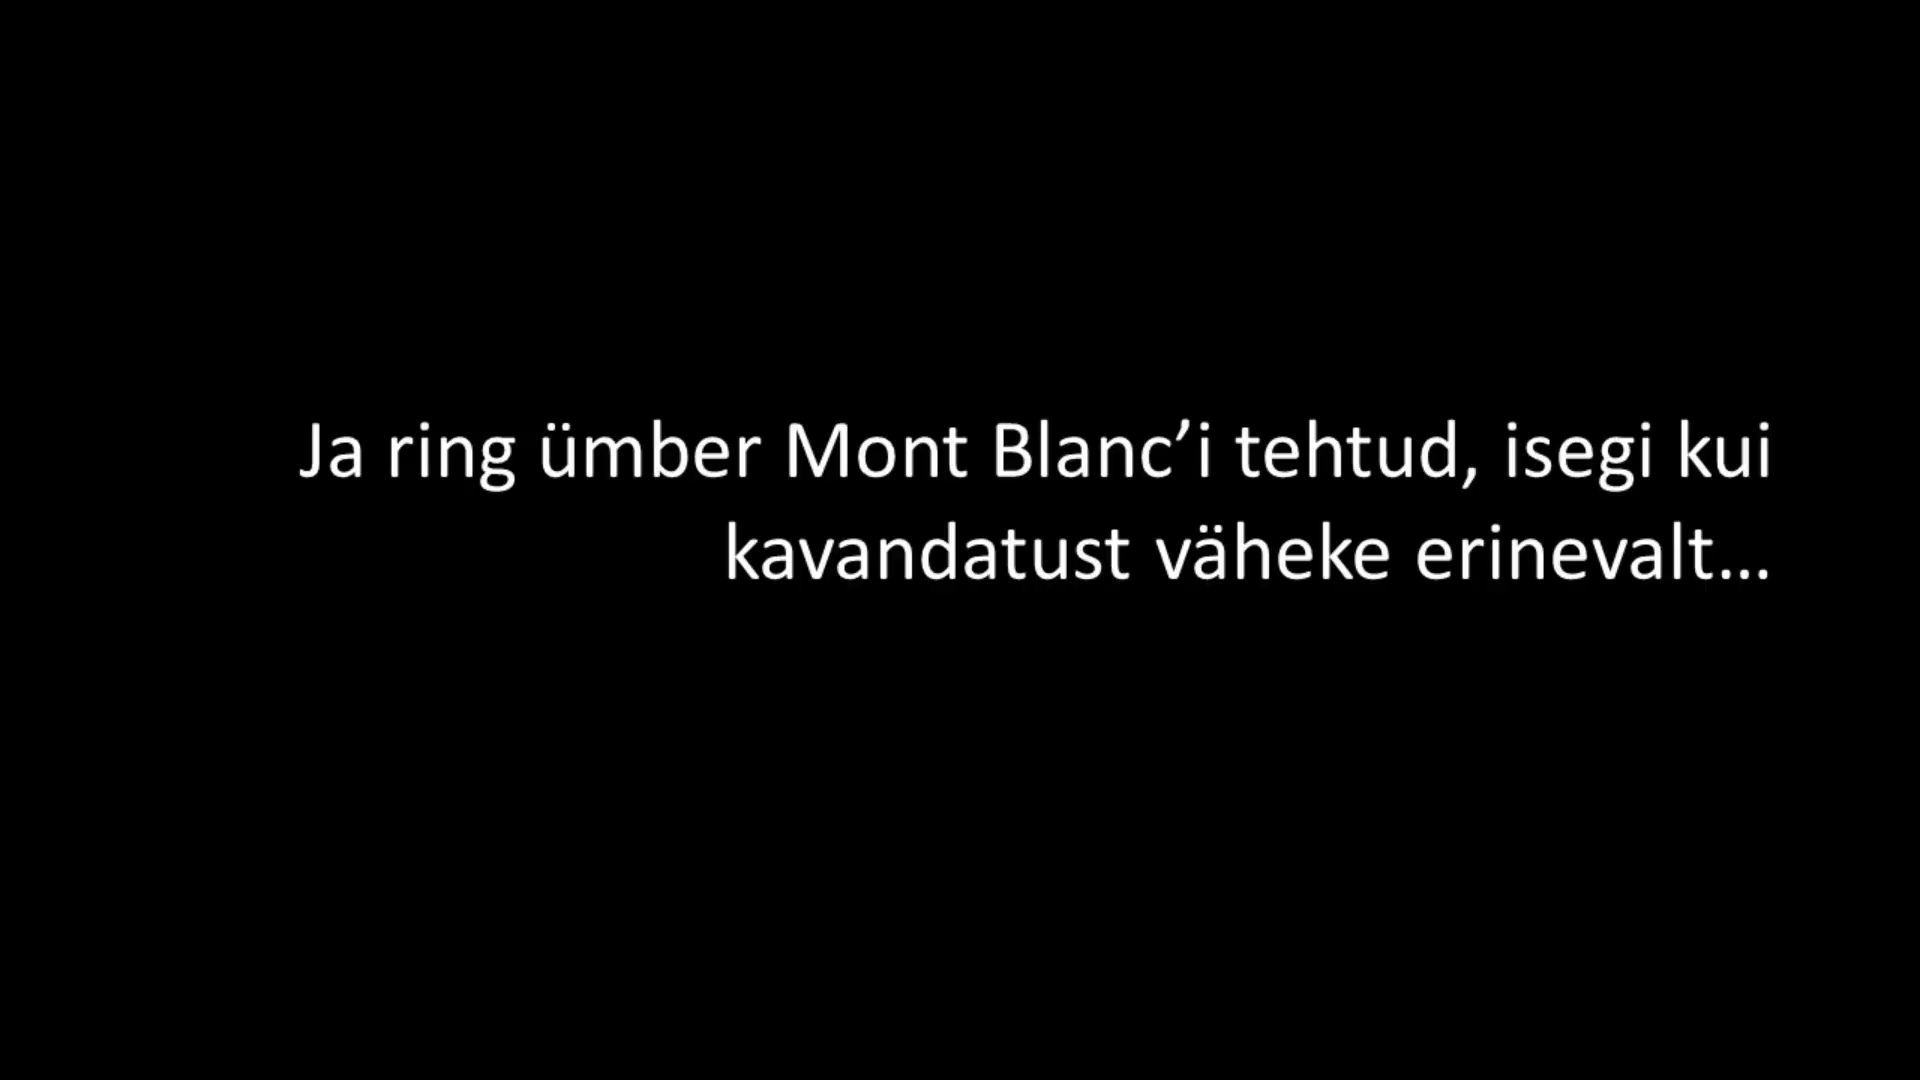 Ja ring ümber Mont Blanc’i tehtud, isegi kui
kavandatust väheke erinevalt…